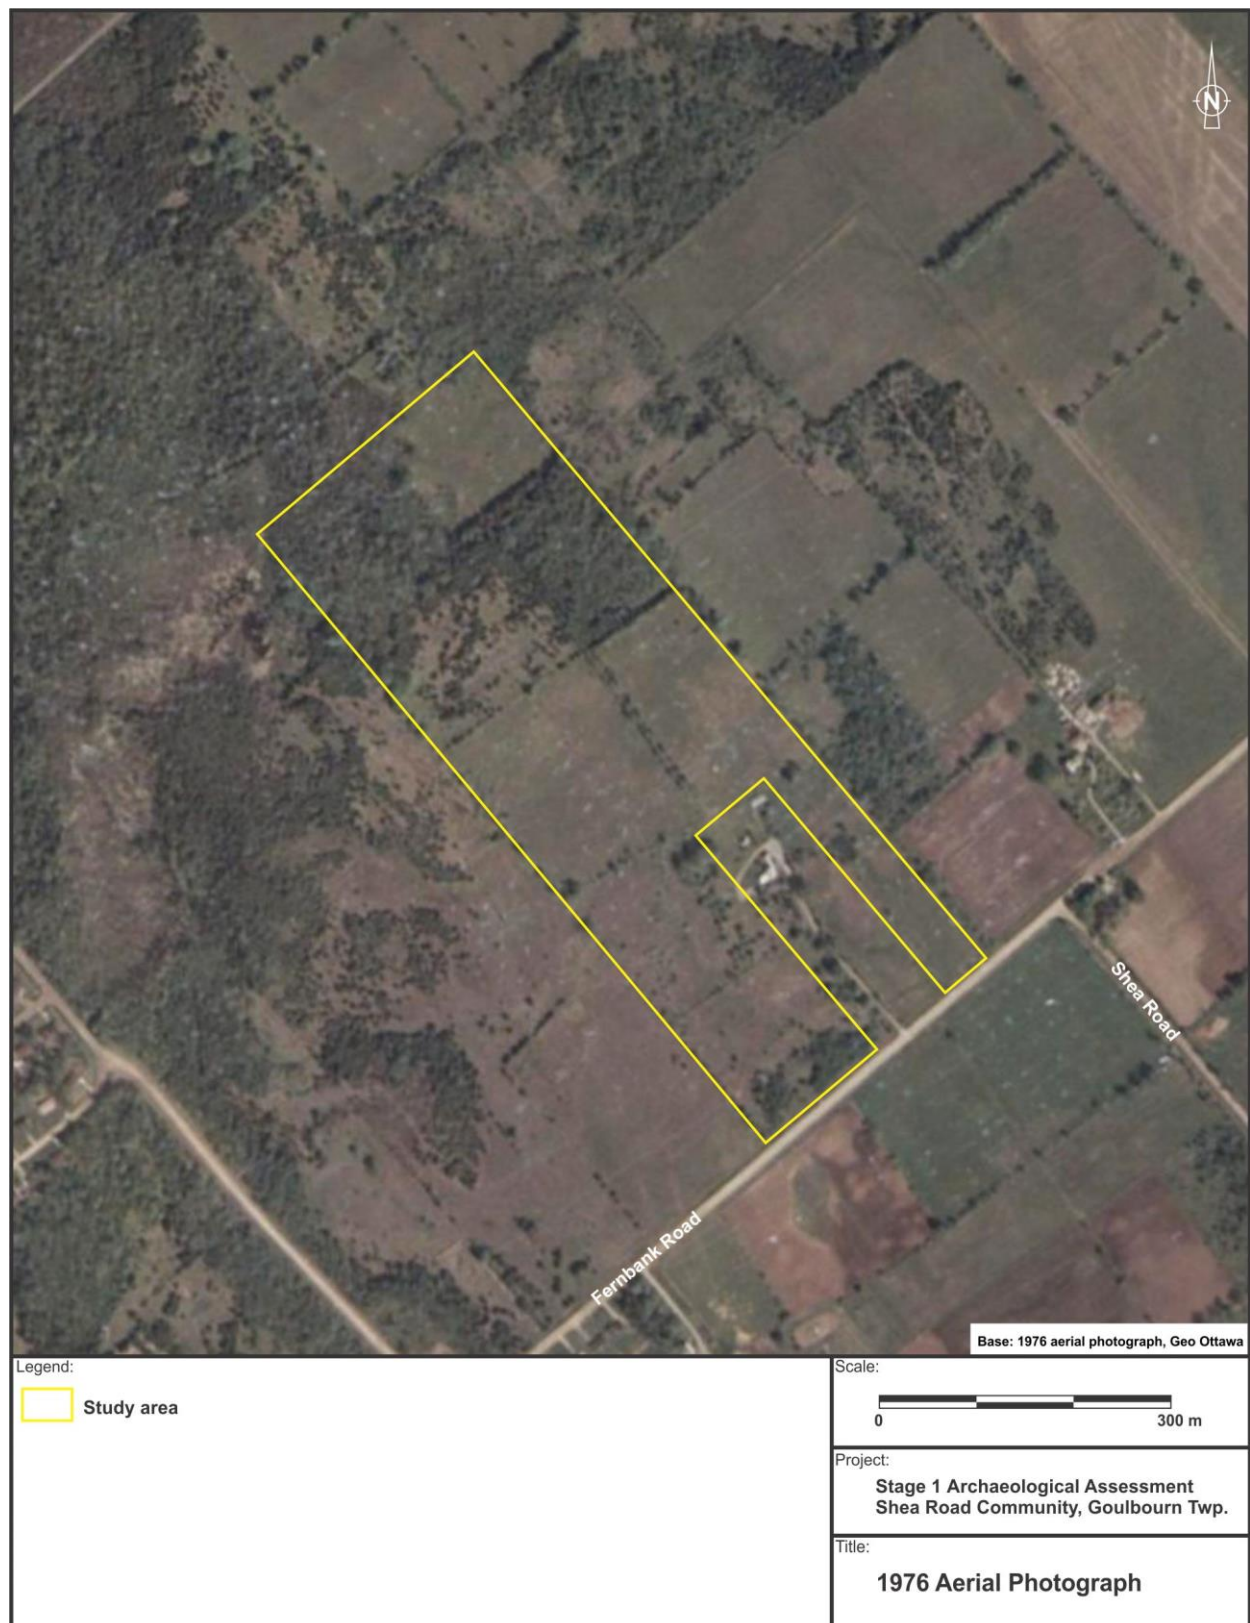 N
Shea Road
Fernbank Road
Base: 1976 aerial photograph, Geo Ottawa
Legend:
Study area
Scale:
0 300 m
Project:
Stage 1 Archaeological Assessment
Shea Road Community, Goulbourn Twp.
Title:
1976 Aerial Photograph